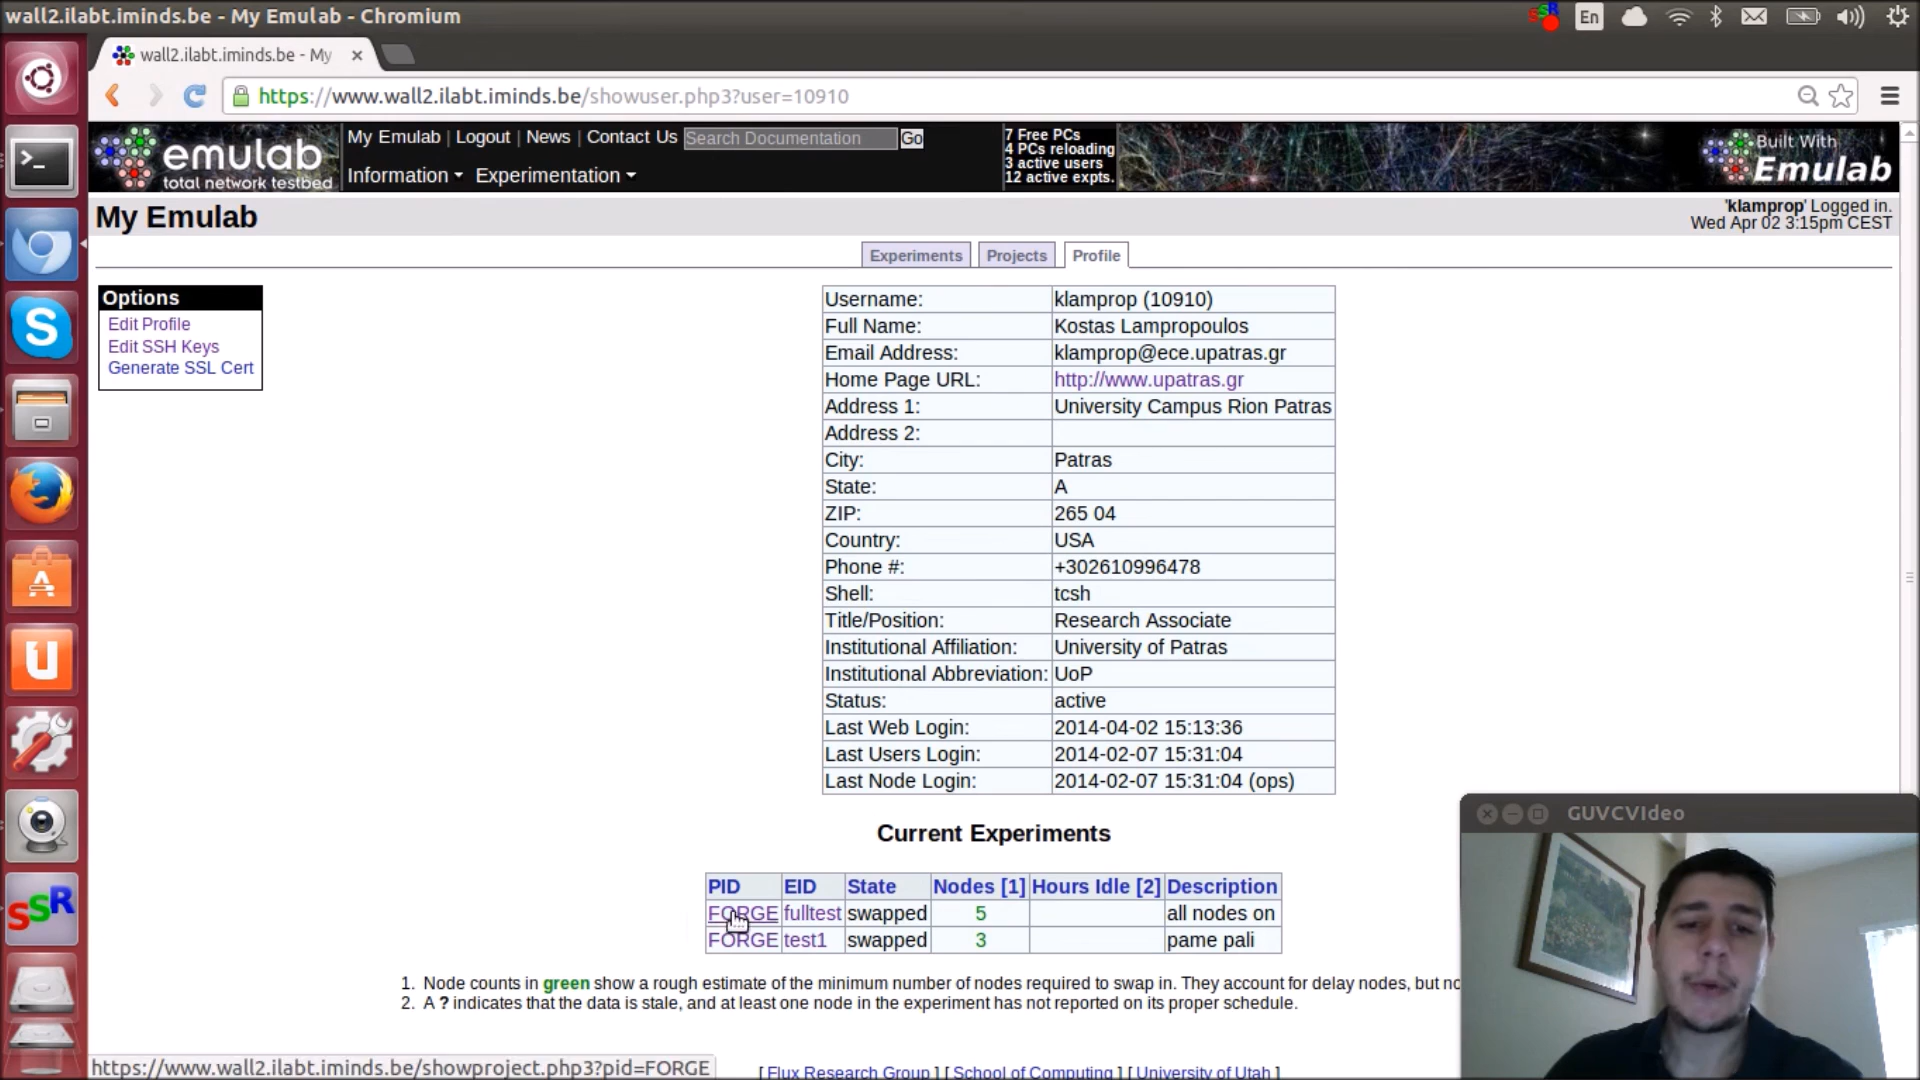 wall2.ilabt.iminds.be - My Emulab - Chromium
SSR
En
wall2.ilabt.iminds.be - My
https://www.wall2.ilabt.iminds.be/showuser.php3?user=10910
emulab
total network testbed
My Emulab | Logout | News | Contact Us Search Documentation Go
Information Experimentation
7 Free PCs
4 PCs reloading
3 active users
12 active expts.
Built With
Emulab
My Emulab
'klamprop' Logged in.
Wed Apr 02 3:15pm CEST
Experiments Projects Profile
Options
Edit Profile
Edit SSH Keys
Generate SSL Cert
Username: klamprop (10910)
Full Name: Kostas Lampropoulos
Email Address: klamprop@ece.upatras.gr
Home Page URL: http://www.upatras.gr
Address 1: University Campus Rion Patras
Address 2:
City: Patras
State: A
ZIP: 265 04
Country: USA
Phone #: +302610996478
Shell: tcsh
Title/Position: Research Associate
Institutional Affiliation: University of Patras
Institutional Abbreviation: UoP
Status: active
Last Web Login: 2014-04-02 15:13:36
Last Users Login: 2014-02-07 15:31:04
Last Node Login: 2014-02-07 15:31:04 (ops)
Current Experiments
PID EID State Nodes [1] Hours Idle [2] Description
FORGE fulltest swapped 5 all nodes on
FORGE test1 swapped 3 pame pali
1. Node counts in green show a rough estimate of the minimum number of nodes required to swap in. They account for delay nodes, but no
2. A ? indicates that the data is stale, and at least one node in the experiment has not reported on its proper schedule.
[ Flux Research Group ] [ School of Computing ] [ University of Utah ]
https://www.wall2.ilabt.iminds.be/showproject.php3?pid=FORGE
GUVCVIdeo
SSR